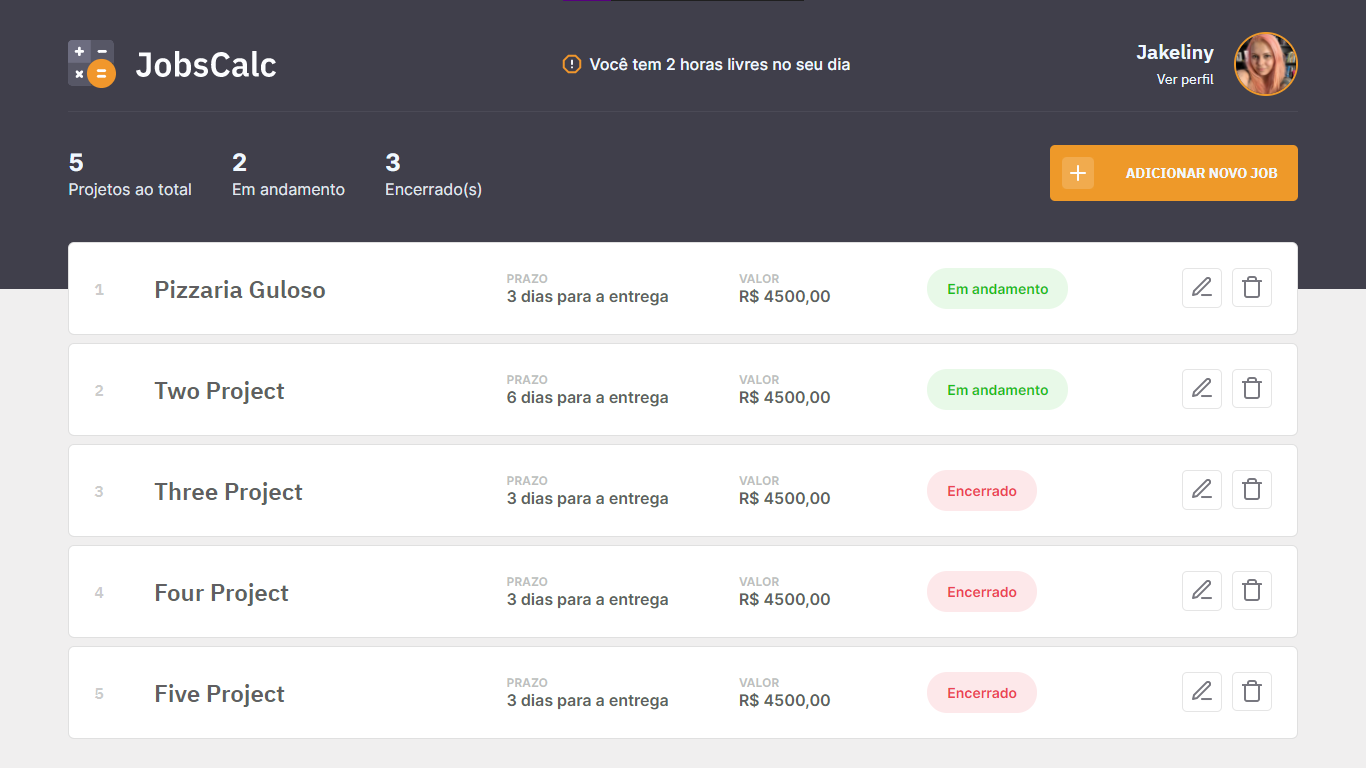 JobsCalc
Você tem 2 horas livres no seu dia
Jakeliny
Ver perfil
5
Projetos ao total
2
Em andamento
3
Encerrado(s)
ADICIONAR NOVO JOB
1
Pizzaria Guloso
PRAZO
3 dias para a entrega
VALOR
R$ 4500,00
Em andamento
2
Two Project
PRAZO
6 dias para a entrega
VALOR
R$ 4500,00
Em andamento
3
Three Project
PRAZO
3 dias para a entrega
VALOR
R$ 4500,00
Encerrado
4
Four Project
PRAZO
3 dias para a entrega
VALOR
R$ 4500,00
Encerrado
5
Five Project
PRAZO
3 dias para a entrega
VALOR
R$ 4500,00
Encerrado